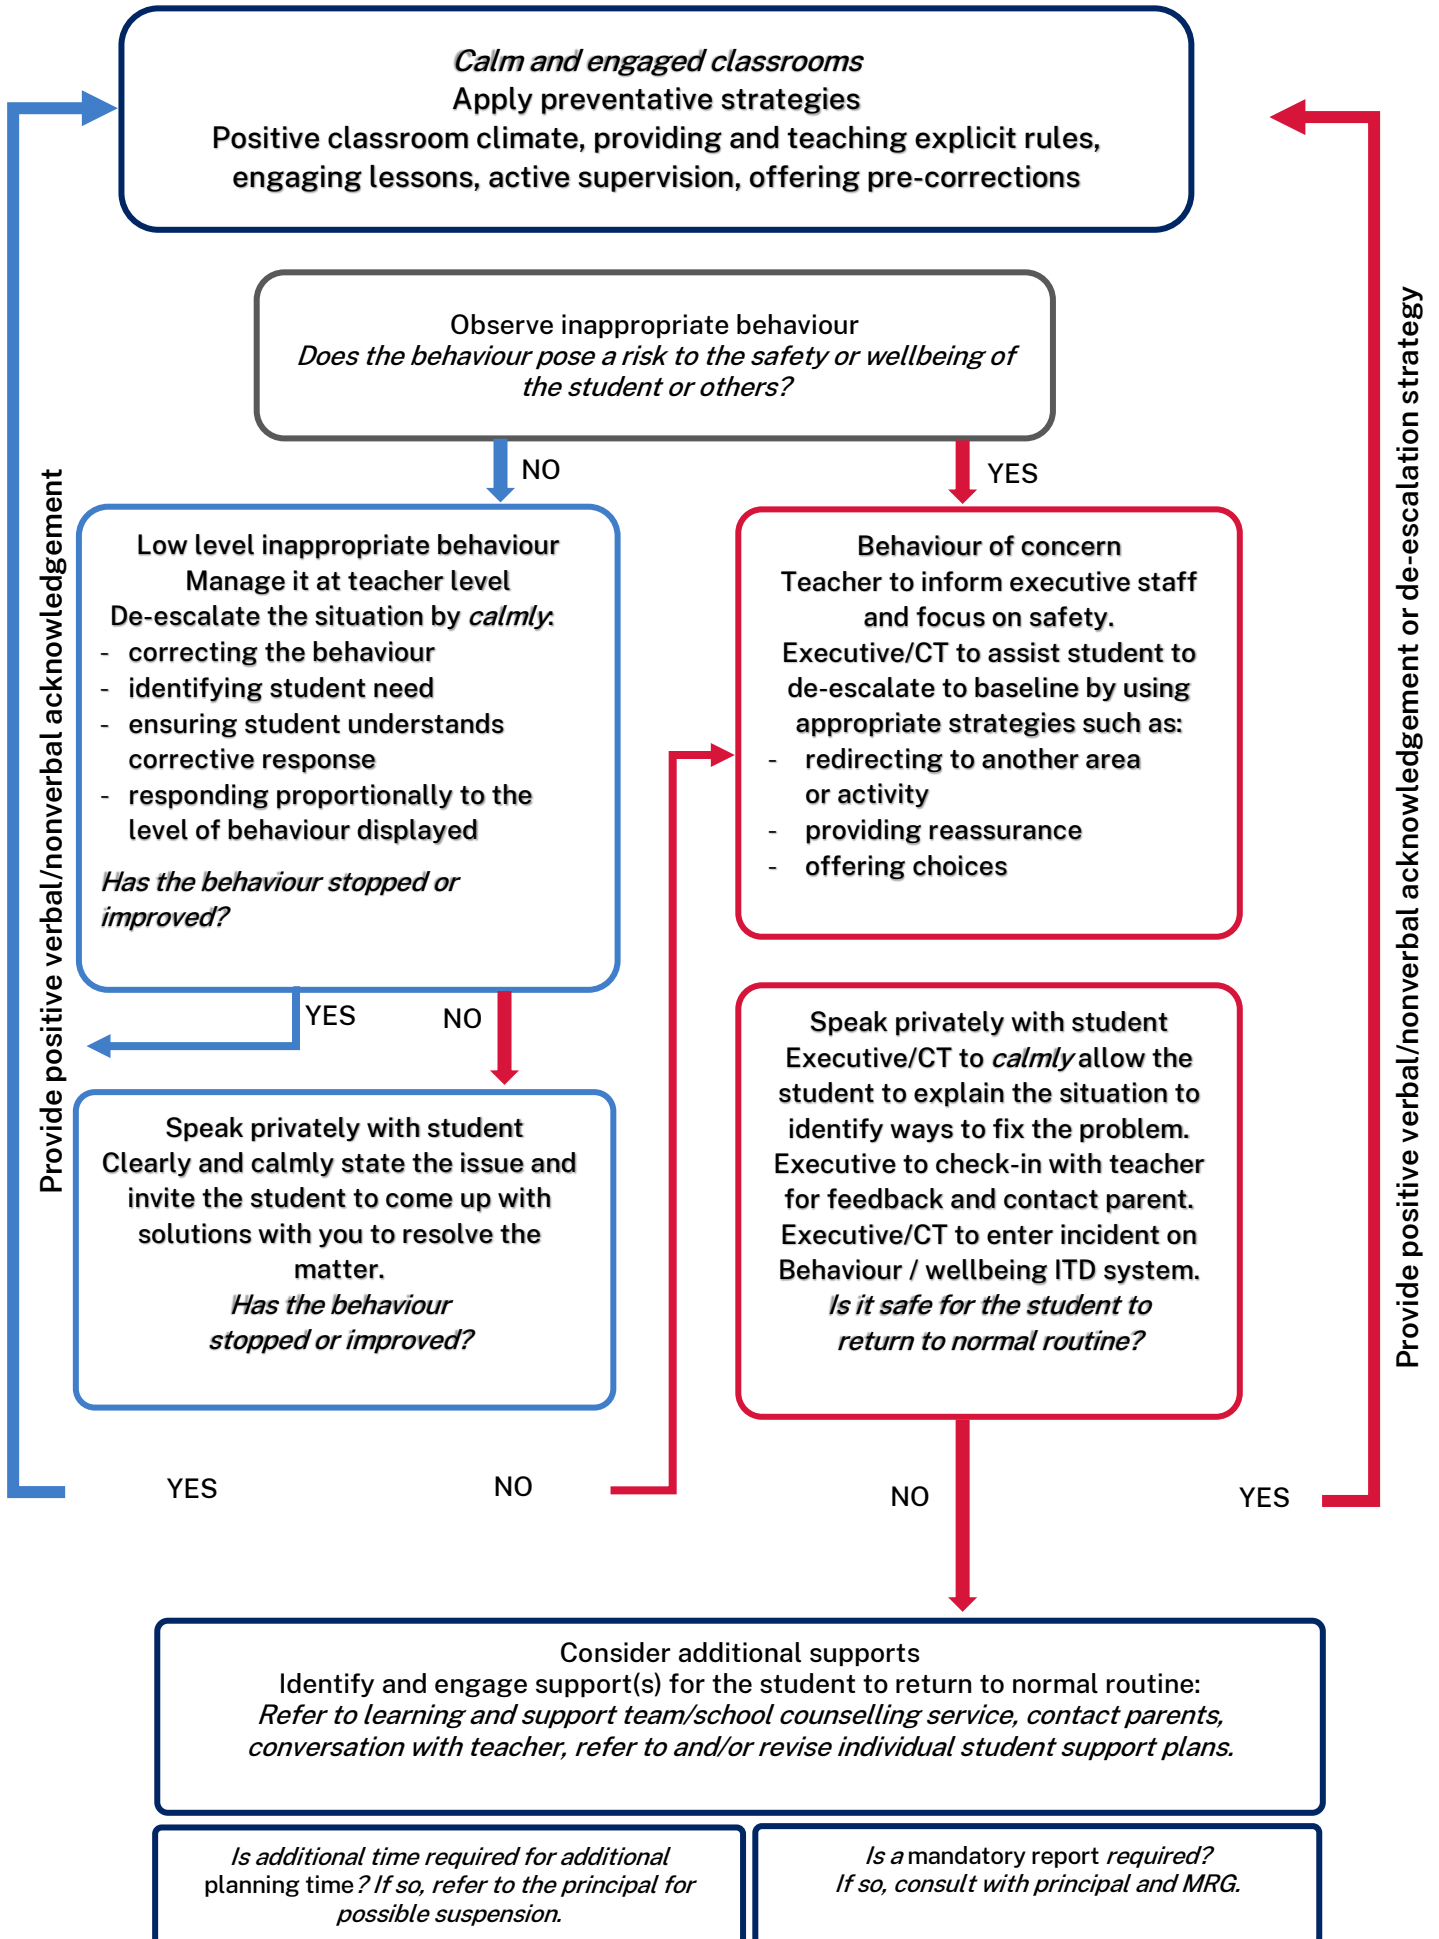 Calm and engaged classrooms
Apply preventative strategies
Positive classroom climate, providing and teaching explicit rules,
engaging lessons, active supervision, offering pre-corrections
Observe inappropriate behaviour
Does the behaviour pose a risk to the safety or wellbeing of
the student or others?
NO
YES
Low level inappropriate behaviour
Manage it at teacher level
De-escalate the situation by calmly:
- correcting the behaviour
- identifying student need
- ensuring student understands
corrective response
- responding proportionally to the
level of behaviour displayed
Has the behaviour stopped or
improved?
Behaviour of concern
Teacher to inform executive staff
and focus on safety.
Executive/CT to assist student to
de-escalate to baseline by using
appropriate strategies such as:
- redirecting to another area
or activity
- providing reassurance
- offering choices
YES
NO
Speak privately with student
Clearly and calmly state the issue and
invite the student to come up with
solutions with you to resolve the
matter.
Has the behaviour
stopped or improved?
Speak privately with student
Executive/CT to calmly allow the
student to explain the situation to
identify ways to fix the problem.
Executive to check-in with teacher
for feedback and contact parent.
Executive/CT to enter incident on
Behaviour / wellbeing ITD system.
Is it safe for the student to
return to normal routine?
YES
NO
NO
YES
Provide positive verbal/nonverbal acknowledgement
Provide positive verbal/nonverbal acknowledgement or de-escalation strategy
Consider additional supports
Identify and engage support(s) for the student to return to normal routine:
Refer to learning and support team/school counselling service, contact parents,
conversation with teacher, refer to and/or revise individual student support plans.
Is additional time required for additional
planning time? If so, refer to the principal for
possible suspension.
Is a mandatory report required?
If so, consult with principal and MRG.